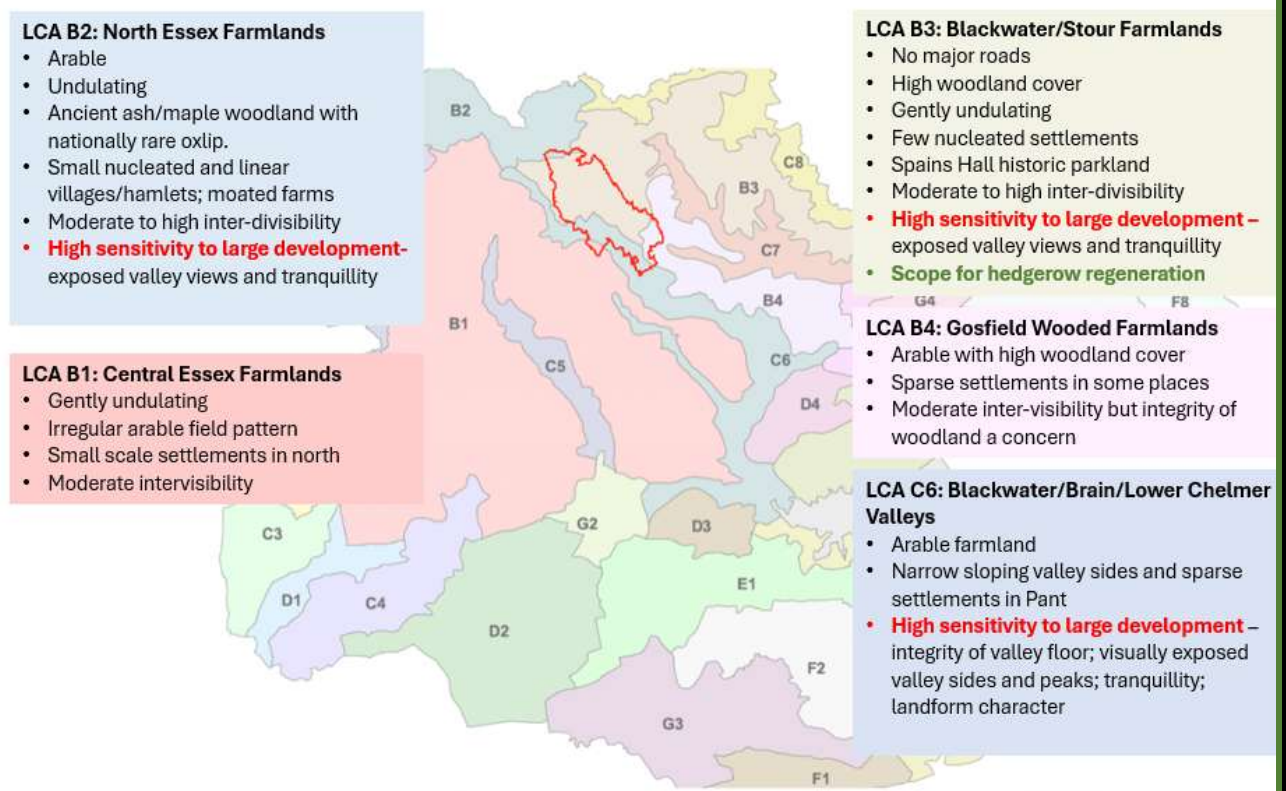 LCA B2: North Essex Farmlands
• Arable
• Undulating
• Ancient ash/maple woodland with
nationally rare oxlip.
• Small nucleated and linear
villages/hamlets; moated farms
• Moderate to high inter-divisibility
• High sensitivity to large development-
exposed valley views and tranquillity
LCA B1: Central Essex Farmlands
• Gently undulating
• Irregular arable field pattern
• Small scale settlements in north
• Moderate intervisibility
LCA B3: Blackwater/Stour Farmlands
• No major roads
• High woodland cover
• Gently undulating
• Few nucleated settlements
• Spains Hall historic parkland
• Moderate to high inter-divisibility
• High sensitivity to large development –
exposed valley views and tranquillity
• Scope for hedgerow regeneration
LCA B4: Gosfield Wooded Farmlands
• Arable with high woodland cover
• Sparse settlements in some places
• Moderate inter-visibility but integrity of
woodland a concern
LCA C6: Blackwater/Brain/Lower Chelmer
Valleys
• Arable farmland
• Narrow sloping valley sides and sparse
settlements in Pant
• High sensitivity to large development –
integrity of valley floor; visually exposed
valley sides and peaks; tranquillity;
landform character
B2
C8
B3
C7
B4
G4
F8
B1
C5
C6
D4
C3
G2
D3
D1
C4
E1
D2
F2
G3
F1